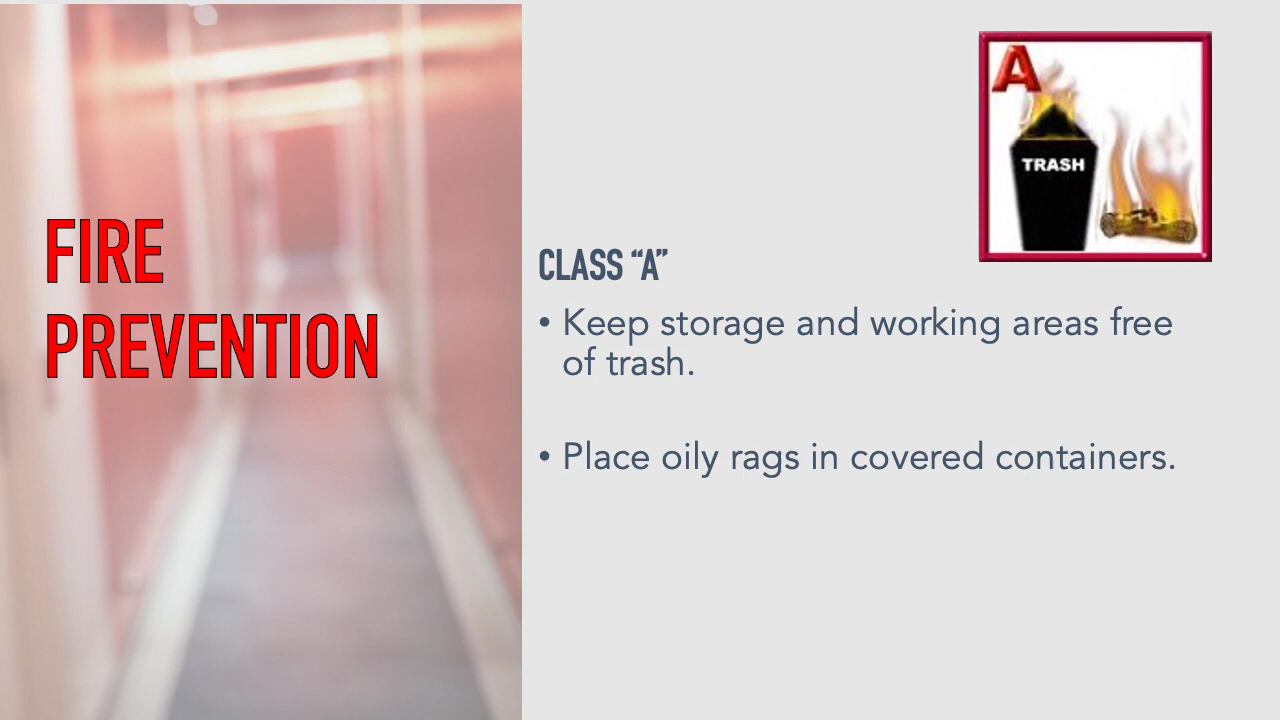 FIRE
PREVENTION
A
TRASH
CLASS “A”
• Keep storage and working areas free
of trash.
• Place oily rags in covered containers.